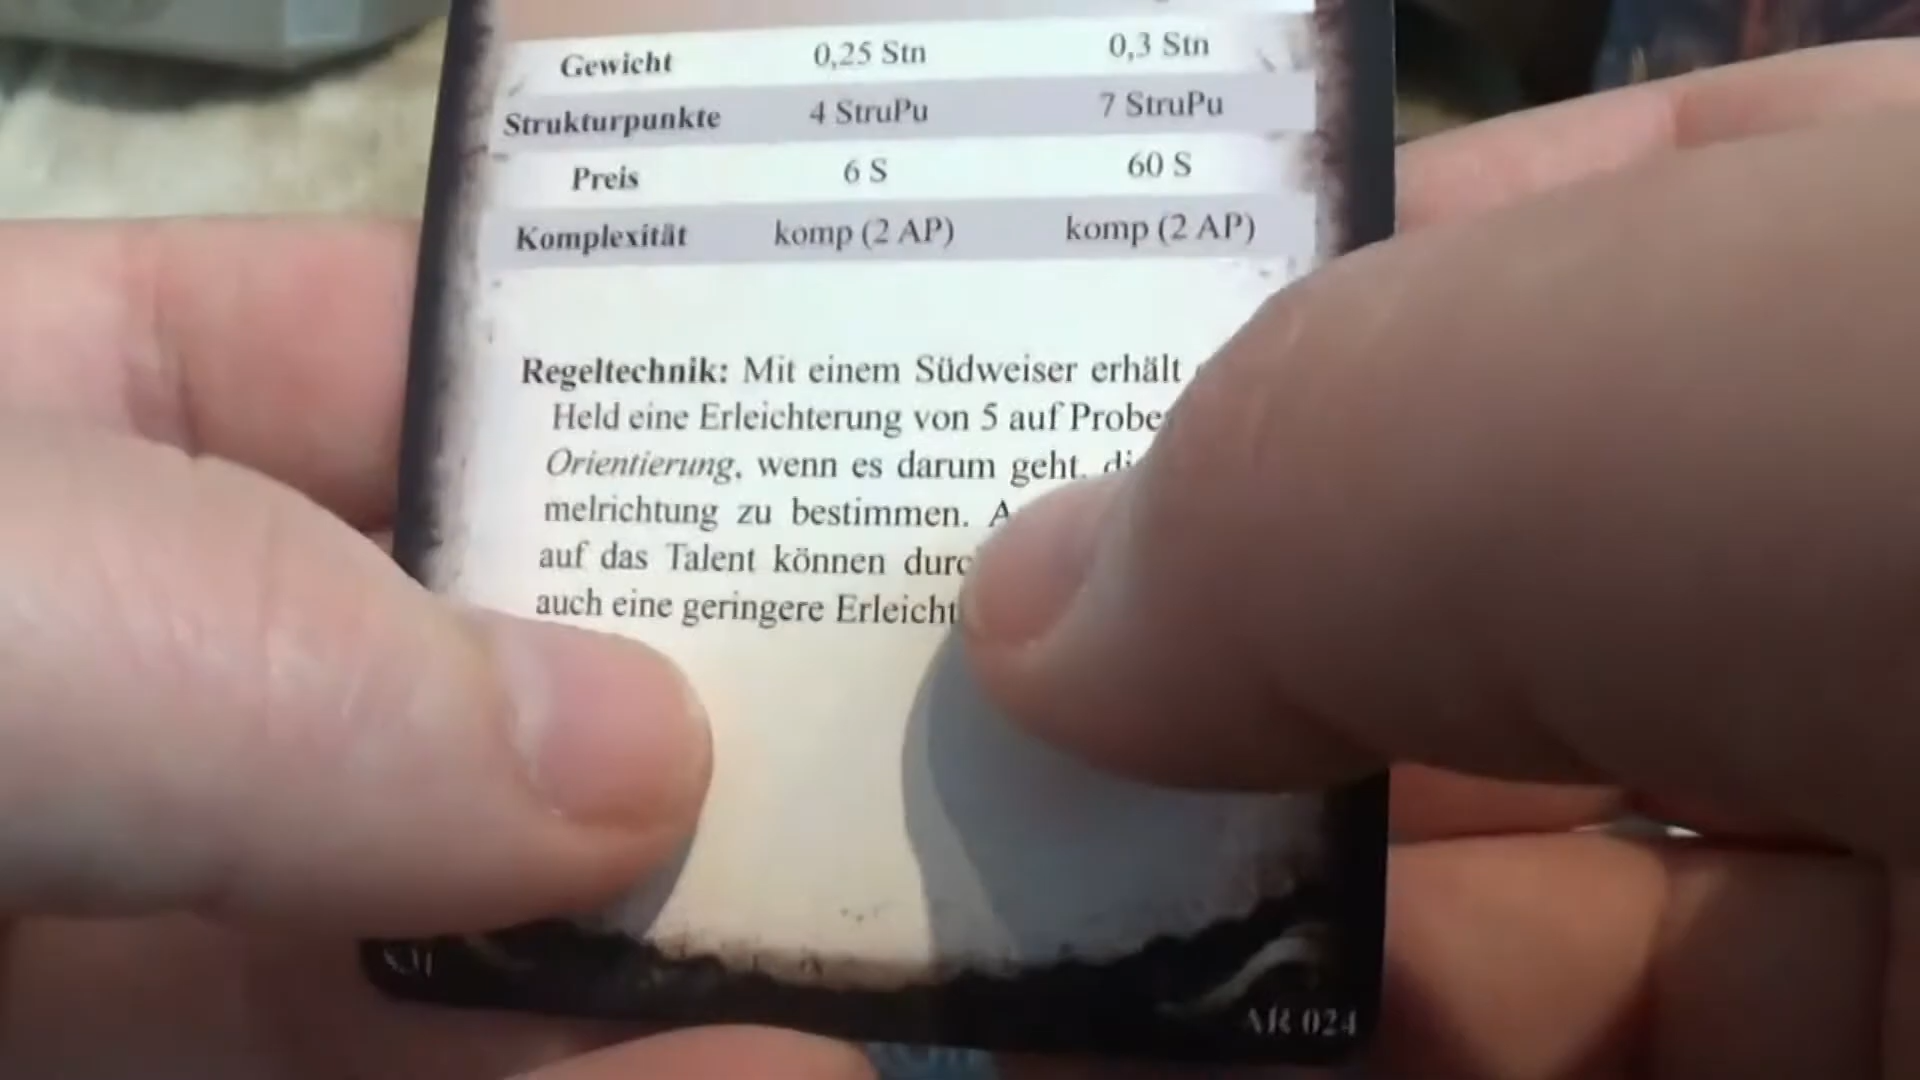 Gewicht 0,25 Stn 0,3 Stn
Strukturpunkte 4 StruPu 7 StruPu
Preis 6 S 60 S
Komplexität komp (2 AP) komp (2 AP)
Regeltechnik: Mit einem Südweiser erhält
Held eine Erleichterung von 5 auf
Orientierung, wenn es darum geht,
melrichtung zu bestimmen.
auf das Talent können
auch eine geringere
AR 024